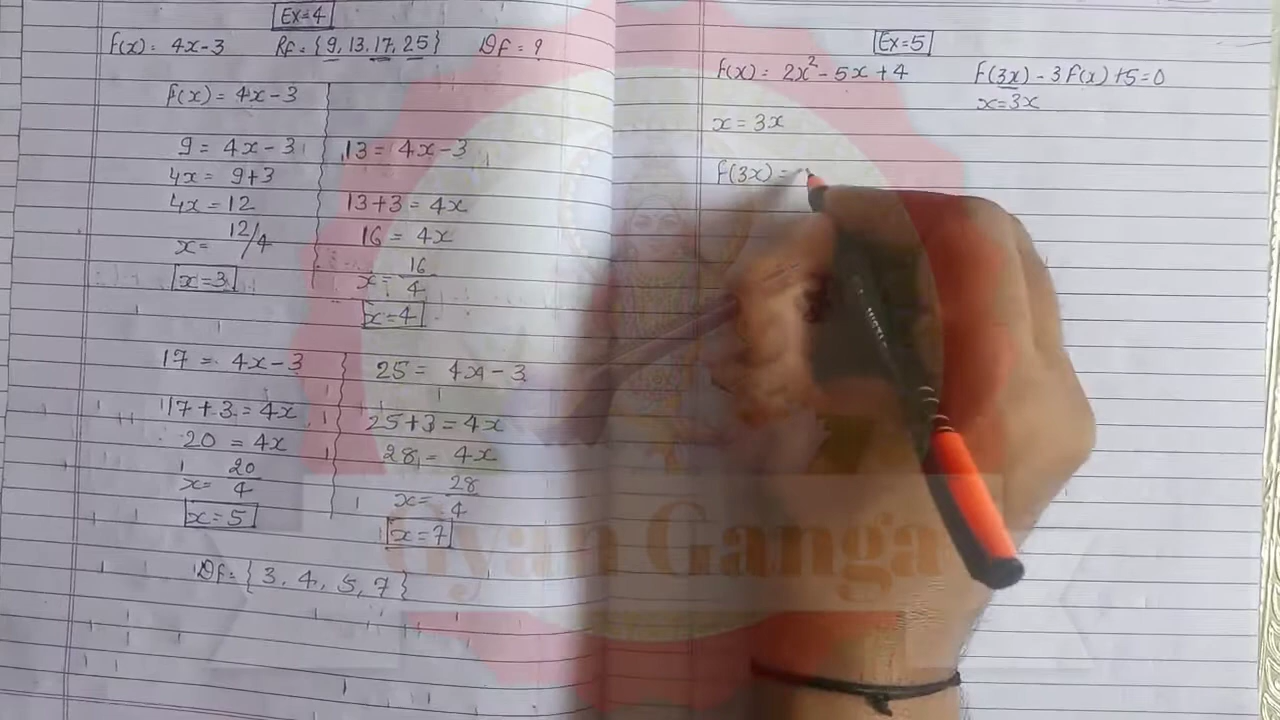 Ex=4
f(x) = 4x-3 Rf = {9, 13, 17, 25} Df = ?
f(x) = 4x-3
9 = 4x-3
4x = 9+3
4x = 12
x = 12/4
x=3
13 = 4x-3
13+3 = 4x
16 = 4x
x = 16/4
x=4
17 = 4x-3
17+3 = 4x
20 = 4x
x = 20/4
x=5
25 = 4x-3
25+3 = 4x
28 = 4x
x = 28/4
x=7
Df = {3, 4, 5, 7}
Ex=5
f(x) = 2x²-5x+4 f(3x)-3f(x)+5=0
x=3x
x = 3x
f(3x) =
Gyan Ganga